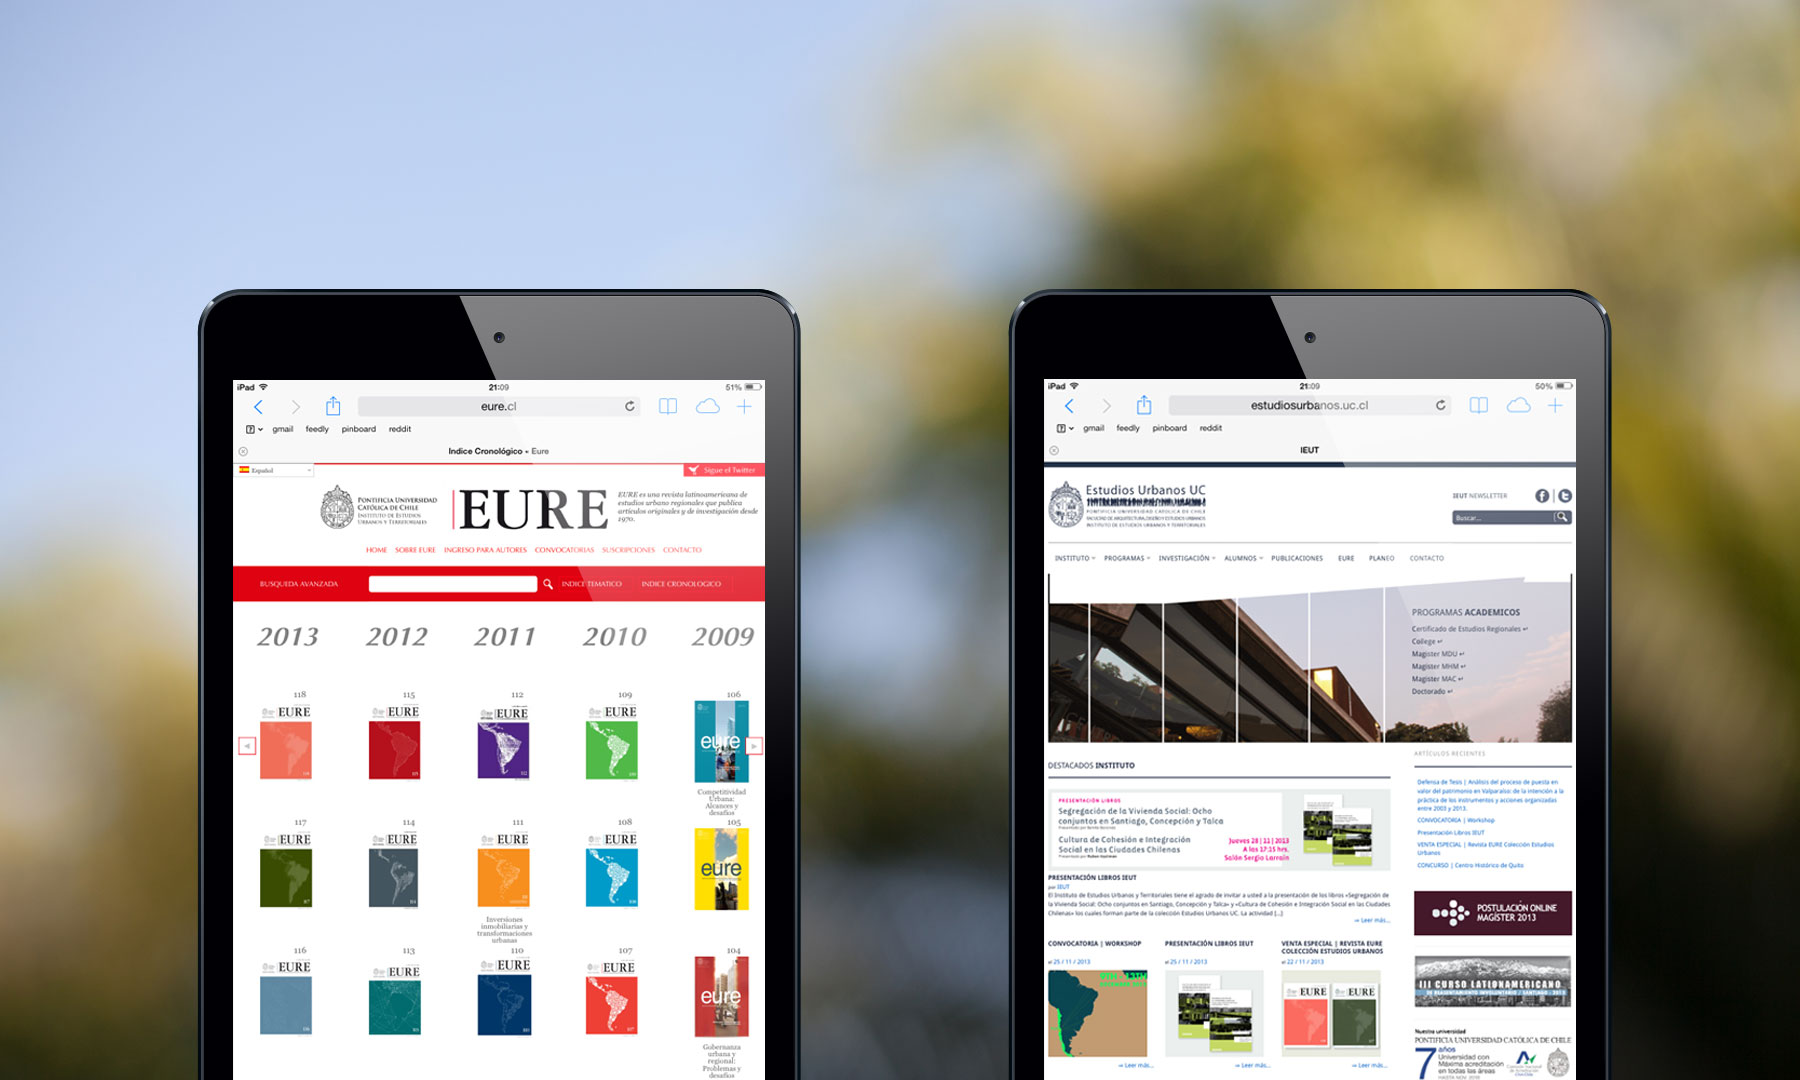 iPad
21:09
51%
eure.cl
gmail feedly pinboard reddit
Indice Cronológico « Eure
Español
Sigue el Twitter
PONTIFICIA UNIVERSIDAD
CATÓLICA DE CHILE
INSTITUTO DE ESTUDIOS
URBANOS Y TERRITORIALES
EURE
EURE es una revista latinoamericana de
estudios urbano regionales que publica
artículos originales y de investigación desde
1970.
HOME SOBRE EURE INGRESO PARA AUTORES CONVOCATORIAS SUSCRIPCIONES CONTACTO
BUSQUEDA AVANZADA
INDICE TEMATICO
INDICE CRONOLOGICO
2013 2012 2011 2010 2009
118 115 112 109 106
EURE EURE EURE EURE eure
Competitividad
Urbana:
Alcances y
desafíos
117 114 111 108 105
EURE EURE EURE EURE eure
Inversiones
inmobiliarias y
transformaciones
urbanas
116 113 110 107 104
EURE EURE EURE EURE eure
Gobernanza
urbana y
regional:
Problemas y
desafíos
iPad
21:09
50%
estudiosurbanos.uc.cl
gmail feedly pinboard reddit
IEUT
Estudios Urbanos UC
PONTIFICIA UNIVERSIDAD CATOLICA DE CHILE
FACULTAD DE ARQUITECTURA, DISEÑO Y ESTUDIOS URBANOS
INSTITUTO DE ESTUDIOS URBANOS Y TERRITORIALES
IEUT NEWSLETTER
Buscar...
INSTITUTO PROGRAMAS INVESTIGACIÓN ALUMNOS PUBLICACIONES EURE PLANEO CONTACTO
PROGRAMAS ACADEMICOS
Certificado de Estudios Regionales ↵
College ↵
Magister MDU ↵
Magister MHM ↵
Magister MAC ↵
Doctorado ↵
DESTACADOS INSTITUTO
PRESENTACIÓN LIBROS
Segregación de la Vivienda Social: Ocho
conjuntos en Santiago, Concepción y Talca
Cultura de Cohesión e Integración
Social en las Ciudades Chilenas
Jueves 28 | 11 | 2013
A las 17:15 hrs.
Salón Sergio Larraín
PRESENTACIÓN LIBROS IEUT
por IEUT
El Instituto de Estudios Urbanos y Territoriales tiene el agrado de invitar a usted a la presentación de los libros «Segregación de
la Vivienda Social: Ocho conjuntos en Santiago, Concepción y Talca» y «Cultura de Cohesión e Integración Social en las Ciudades
Chilenas» los cuales forman parte de la colección Estudios Urbanos UC. La actividad [...]
⇒ Leer más...
CONVOCATORIA | WORKSHOP
el 25 / 11 / 2013
⇒ Leer más...
PRESENTACIÓN LIBROS IEUT
el 25 / 11 / 2013
⇒ Leer más...
VENTA ESPECIAL | REVISTA EURE
COLECCIÓN ESTUDIOS URBANOS
el 22 / 11 / 2013
EURE EURE
⇒ Leer más...
ARTÍCULOS RECIENTES
Defensa de Tesis | Análisis del proceso de puesta en
valor del patrimonio en Valparaíso: de la intención a la
práctica de los instrumentos y acciones organizadas
entre 2003 y 2013.
CONVOCATORIA | Workshop
Presentación Libros IEUT
VENTA ESPECIAL | Revista EURE Colección Estudios
Urbanos
CONCURSO | Centro Histórico de Quito
POSTULACIÓN ONLINE
MAGÍSTER 2013
III CURSO LATINOAMERICANO
DE REASENTAMIENTO INVOLUNTARIO / SANTIAGO - 2013
Nuestra universidad
PONTIFICIA UNIVERSIDAD CATÓLICA DE CHILE
7 años
Universidad con
Máxima acreditación
en todas las áreas
HASTA NOV. 2018